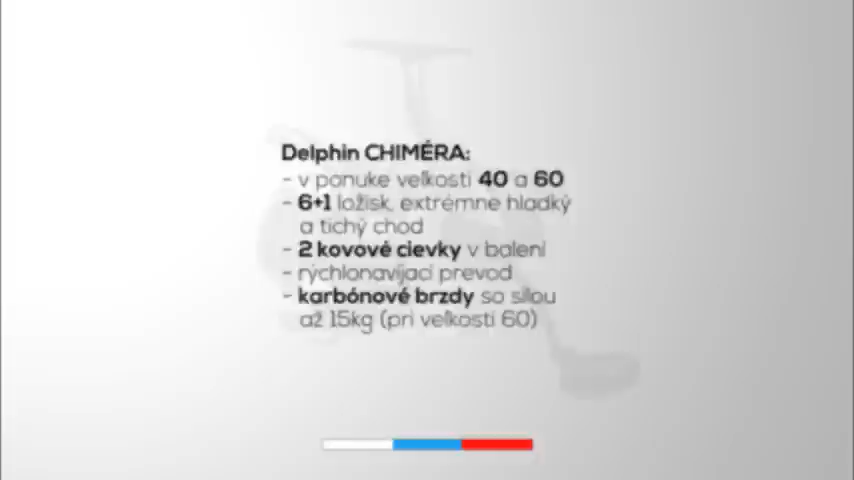 Delphin CHIMÉRA:
- v ponuke veľkosti 40 a 60
- 6+1 ložísk, extrémne hladký
a tichý chod
- 2 kovové cievky v balení
- rýchlonavíjací prevod
- karbónové brzdy so silou
až 15kg (pri veľkosti 60)